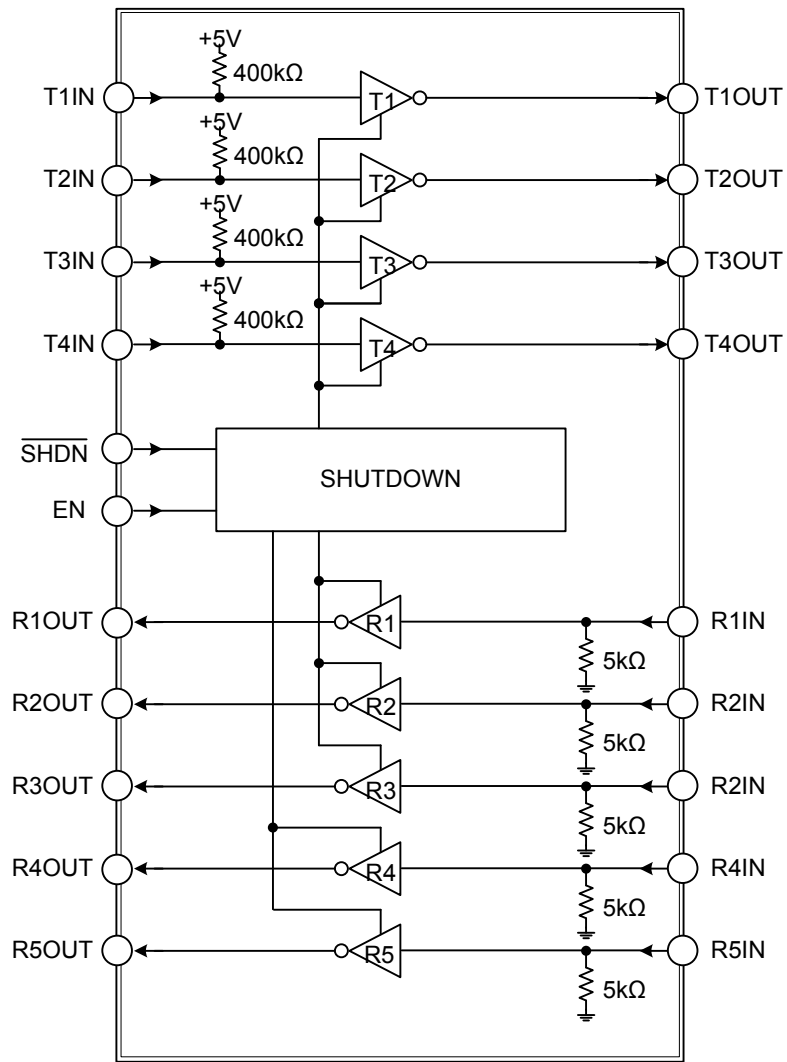 +5V
400kΩ
T1IN
T1
T1OUT
+5V
400kΩ
T2IN
T2
T2OUT
+5V
400kΩ
T3IN
T3
T3OUT
+5V
400kΩ
T4IN
T4
T4OUT
SHDN
SHUTDOWN
EN
R1OUT
R1
R1IN
5kΩ
R2OUT
R2
R2IN
5kΩ
R3OUT
R3
R2IN
5kΩ
R4OUT
R4
R4IN
5kΩ
R5OUT
R5
R5IN
5kΩ